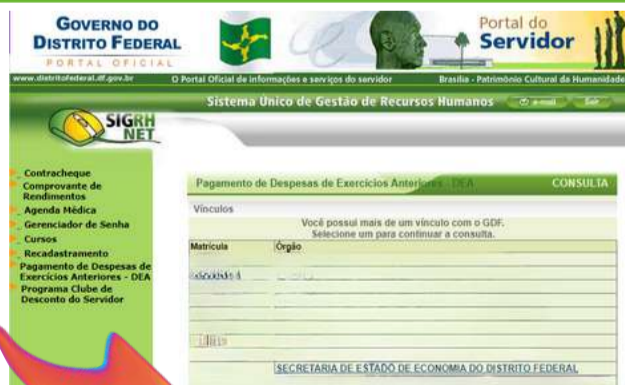 GOVERNO DO
DISTRITO FEDERAL
PORTAL OFICIAL
Portal do
Servidor
www.distritofederal.df.gov.br
O Portal Oficial de informações e serviços do servidor
Brasília - Patrimônio Cultural da Humanidade
Sistema Único de Gestão de Recursos Humanos
e-mail
Sair
SIGRH
NET
Contracheque
Comprovante de
Rendimentos
Agenda Médica
Gerenciador de Senha
Cursos
Recadastramento
Pagamento de Despesas de
Exercícios Anteriores - DEA
Programa Clube de
Desconto do Servidor
Pagamento de Despesas de Exercícios Anteriores - DEA
CONSULTA
Vínculos
Você possui mais de um vínculo com o GDF.
Selecione um para continuar a consulta.
Matrícula
Órgão
SECRETARIA DE ESTADO DE ECONOMIA DO DISTRITO FEDERAL